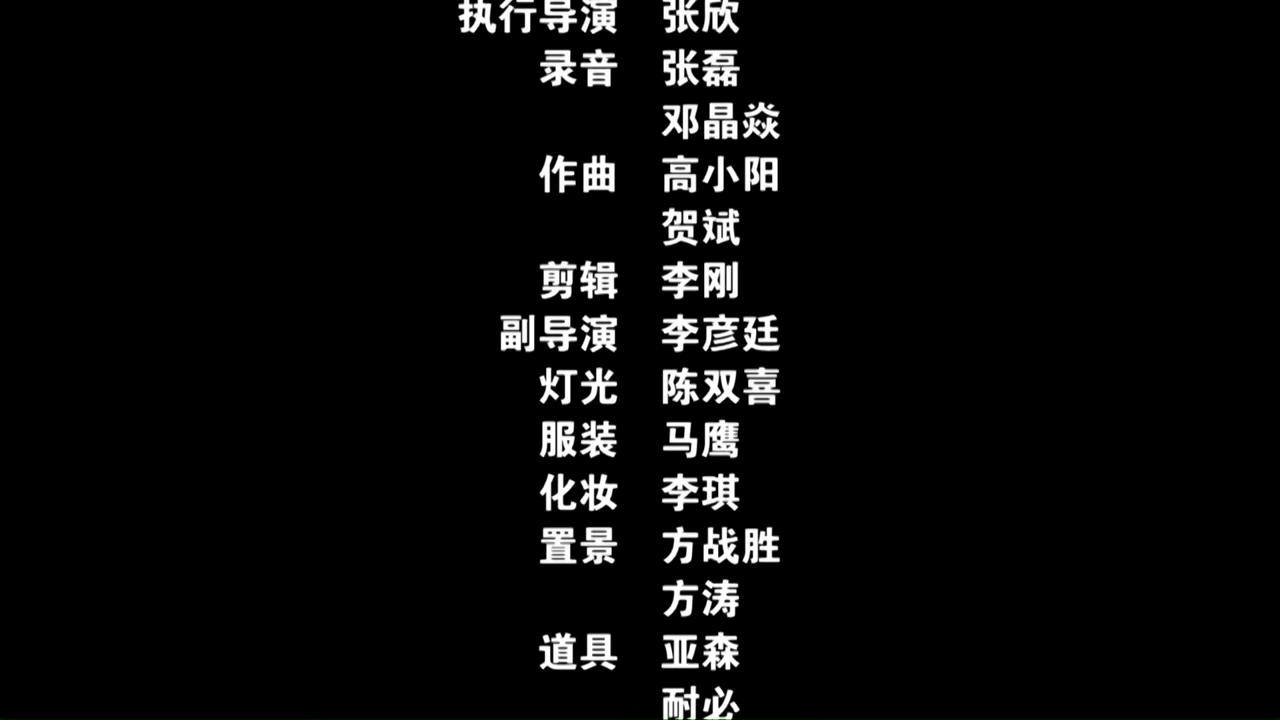 执行导演 张欣
录音 张磊
邓晶焱
作曲 高小阳
贺斌
剪辑 李刚
副导演 李彦廷
灯光 陈双喜
服装 马鹰
化妆 李琪
置景 方战胜
方涛
道具 亚森
耐必